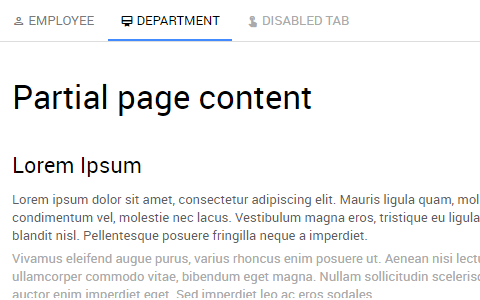 EMPLOYEE DEPARTMENT DISABLED TAB
Partial page content
Lorem Ipsum
Lorem ipsum dolor sit amet, consectetur adipiscing elit. Mauris ligula quam, mol
condimentum vel, molestie nec lacus. Vestibulum magna eros, tristique eu ligula
blandit nisl. Pellentesque posuere fringilla neque a imperdiet.
Vivamus eleifend augue purus, varius rhoncus enim posuere ut. Aenean nisi lectu
ullamcorper commodo vitae, bibendum eget magna. Nullam sollicitudin scelerisq
auctor enim imperdiet eget. Sed imperdiet leo ac eros sodales